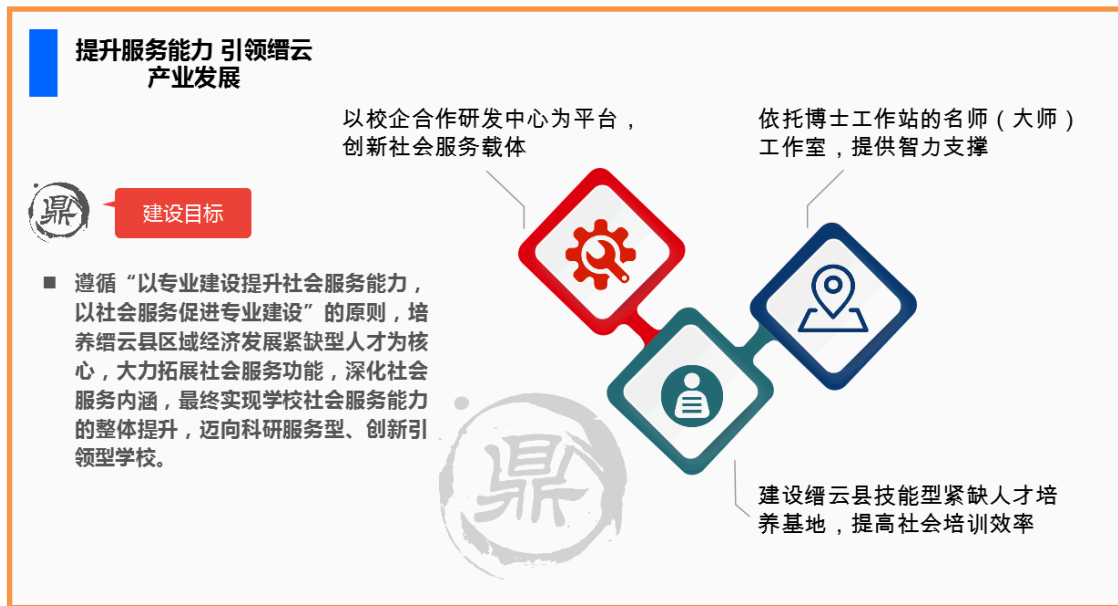 提升服务能力 引领缙云
产业发展
以校企合作研发中心为平台，
创新社会服务载体
依托博士工作站的名师（大师）
工作室，提供智力支撑
鼎
建设目标
■ 遵循“以专业建设提升社会服务能力，
以社会服务促进专业建设”的原则，培
养缙云县区域经济发展紧缺型人才为核
心，大力拓展社会服务功能，深化社会
服务内涵，最终实现学校社会服务能力
的整体提升，迈向科研服务型、创新引
领型学校。
鼎
建设缙云县技能型紧缺人才培
养基地，提高社会培训效率